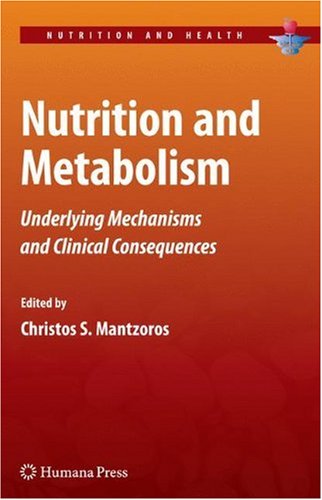 NUTRITION AND HEALTH
Nutrition and
Metabolism
Underlying Mechanisms
and Clinical Consequences
Edited by
Christos S. Mantzoros
Humana Press